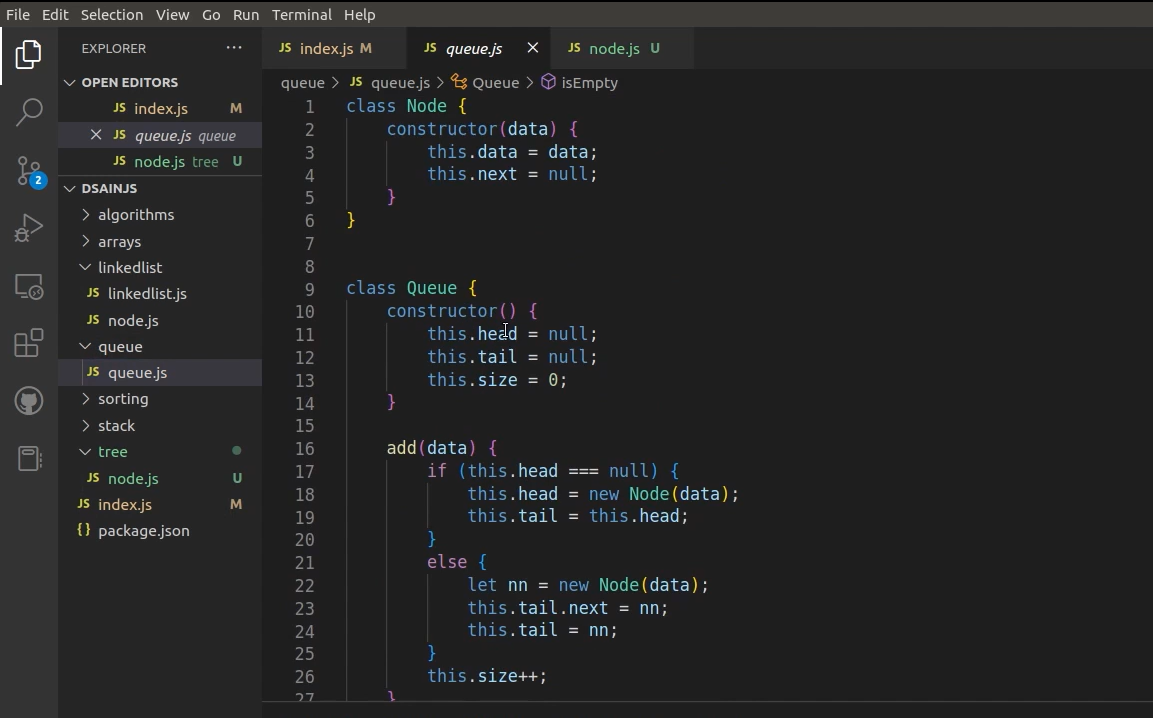 File Edit Selection View Go Run Terminal Help
EXPLORER ...
OPEN EDITORS
JS index.js M
JS queue.js queue
JS node.js tree U
2
DSAINJS
algorithms
arrays
linkedlist
JS linkedlist.js
JS node.js
queue
JS queue.js
sorting
stack
tree
JS node.js U
JS index.js M
{} package.json
JS index.js M JS queue.js JS node.js U
queue > JS queue.js > Queue > isEmpty
1 class Node {
2 constructor(data) {
3 this.data = data;
4 this.next = null;
5 }
6 }
7
8
9 class Queue {
10 constructor() {
11 this.head = null;
12 this.tail = null;
13 this.size = 0;
14 }
15
16 add(data) {
17 if (this.head === null) {
18 this.head = new Node(data);
19 this.tail = this.head;
20 }
21 else {
22 let nn = new Node(data);
23 this.tail.next = nn;
24 this.tail = nn;
25 }
26 this.size++;
27 }